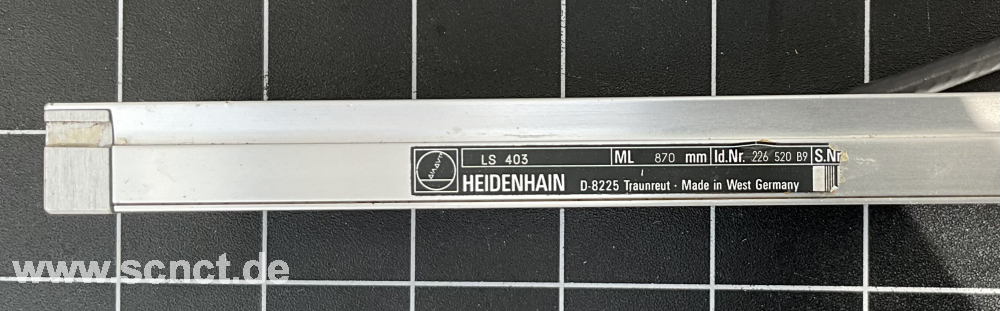 LS 403 ML 870 mm Id.Nr. 226 520 B9 S.Nr
HEIDENHAIN D-8225 Traunreut · Made in West Germany
www.scnct.de